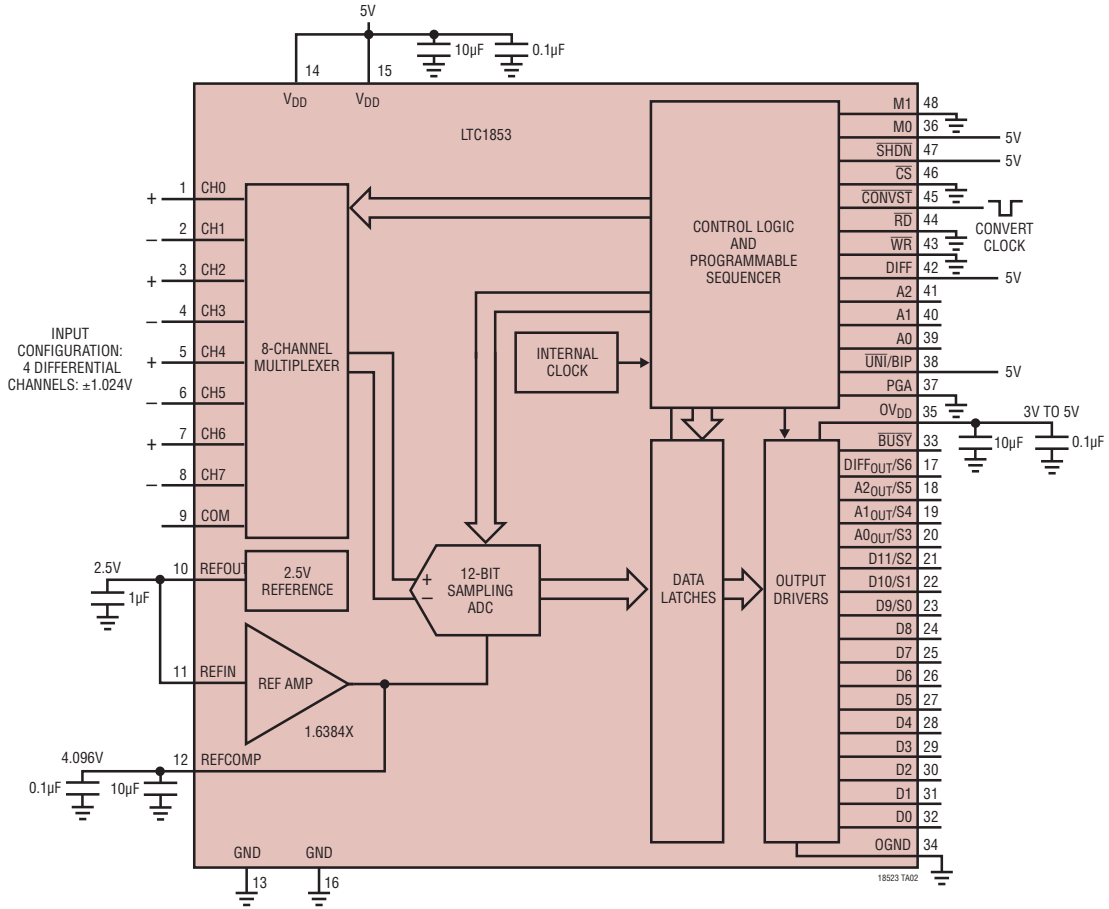 5V
10µF
0.1µF
14
15
VDD
VDD
LTC1853
M1 48
M0 36
5V
SHDN 47
5V
CS 46
CONVST 45
RD 44
CONVERT
CLOCK
WR 43
DIFF 42
5V
A2 41
A1 40
A0 39
UNI/BIP 38
5V
PGA 37
OVDD 35
3V TO 5V
10µF
0.1µF
BUSY 33
DIFFOUT/S6 17
A2OUT/S5 18
A1OUT/S4 19
A0OUT/S3 20
D11/S2 21
D10/S1 22
D9/S0 23
D8 24
D7 25
D6 26
D5 27
D4 28
D3 29
D2 30
D1 31
D0 32
OGND 34
CONTROL LOGIC
AND
PROGRAMMABLE
SEQUENCER
INTERNAL
CLOCK
+ 1 CH0
– 2 CH1
+ 3 CH2
– 4 CH3
+ 5 CH4
– 6 CH5
+ 7 CH6
– 8 CH7
9 COM
INPUT
CONFIGURATION:
4 DIFFERENTIAL
CHANNELS: ±1.024V
8-CHANNEL
MULTIPLEXER
2.5V
10 REFOUT
1µF
2.5V
REFERENCE
+
–
12-BIT
SAMPLING
ADC
DATA
LATCHES
OUTPUT
DRIVERS
11 REFIN
REF AMP
1.6384X
4.096V
12 REFCOMP
0.1µF
10µF
GND
GND
13
16
18523 TA02